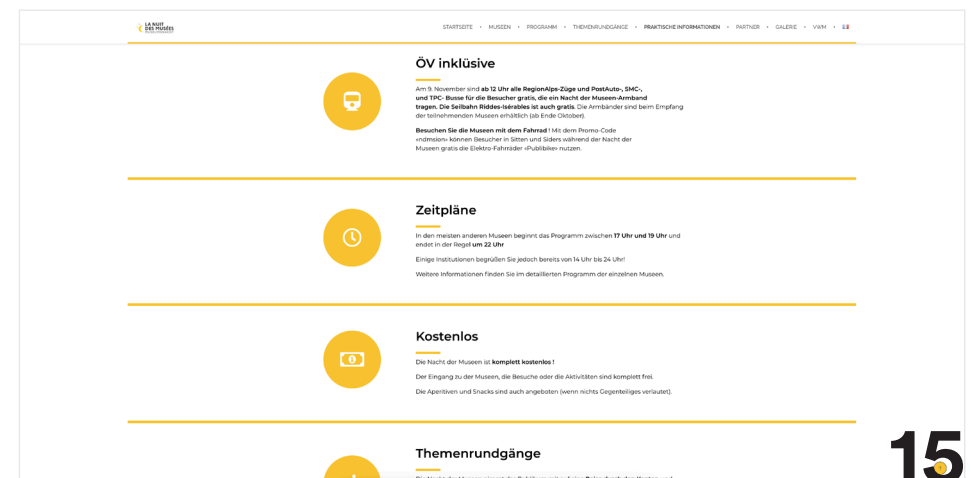 LA NUIT
DES MUSÉES
STARTSEITE • MUSEEN • PROGRAMM • THEMENRUNDGÄNGE • PRAKTISCHE INFORMATIONEN • PARTNER • GALERIE • VWM •
ÖV inklüsive
Am 9. November sind ab 12 Uhr alle RegionAlps-Züge und PostAuto-, SMC-,
und TPC- Busse für die Besucher gratis, die ein Nacht der Museen-Armband
tragen. Die Seilbahn Riddes-Isérables ist auch gratis. Die Armbänder sind beim Empfang
der teilnehmenden Museen erhältlich (ab Ende Oktober).
Besuchen Sie die Museen mit dem Fahrrad ! Mit dem Promo-Code
«ndmsion» können Besucher in Sitten und Siders während der Nacht der
Museen gratis die Elektro-Fahrräder «Publibike» nutzen.
Zeitpläne
In den meisten anderen Museen beginnt das Programm zwischen 17 Uhr und 19 Uhr und
endet in der Regel um 22 Uhr
Einige Institutionen begrüßen Sie jedoch bereits von 14 Uhr bis 24 Uhr!
Weitere Informationen finden Sie im detaillierten Programm der einzelnen Museen.
Kostenlos
Die Nacht der Museen ist komplett kostenlos !
Der Eingang zu der Museen, die Besuche oder die Aktivitäten sind komplett frei.
Die Aperitiven und Snacks sind auch angeboten (wenn nichts Gegenteiliges verlautet).
Themenrundgänge
15